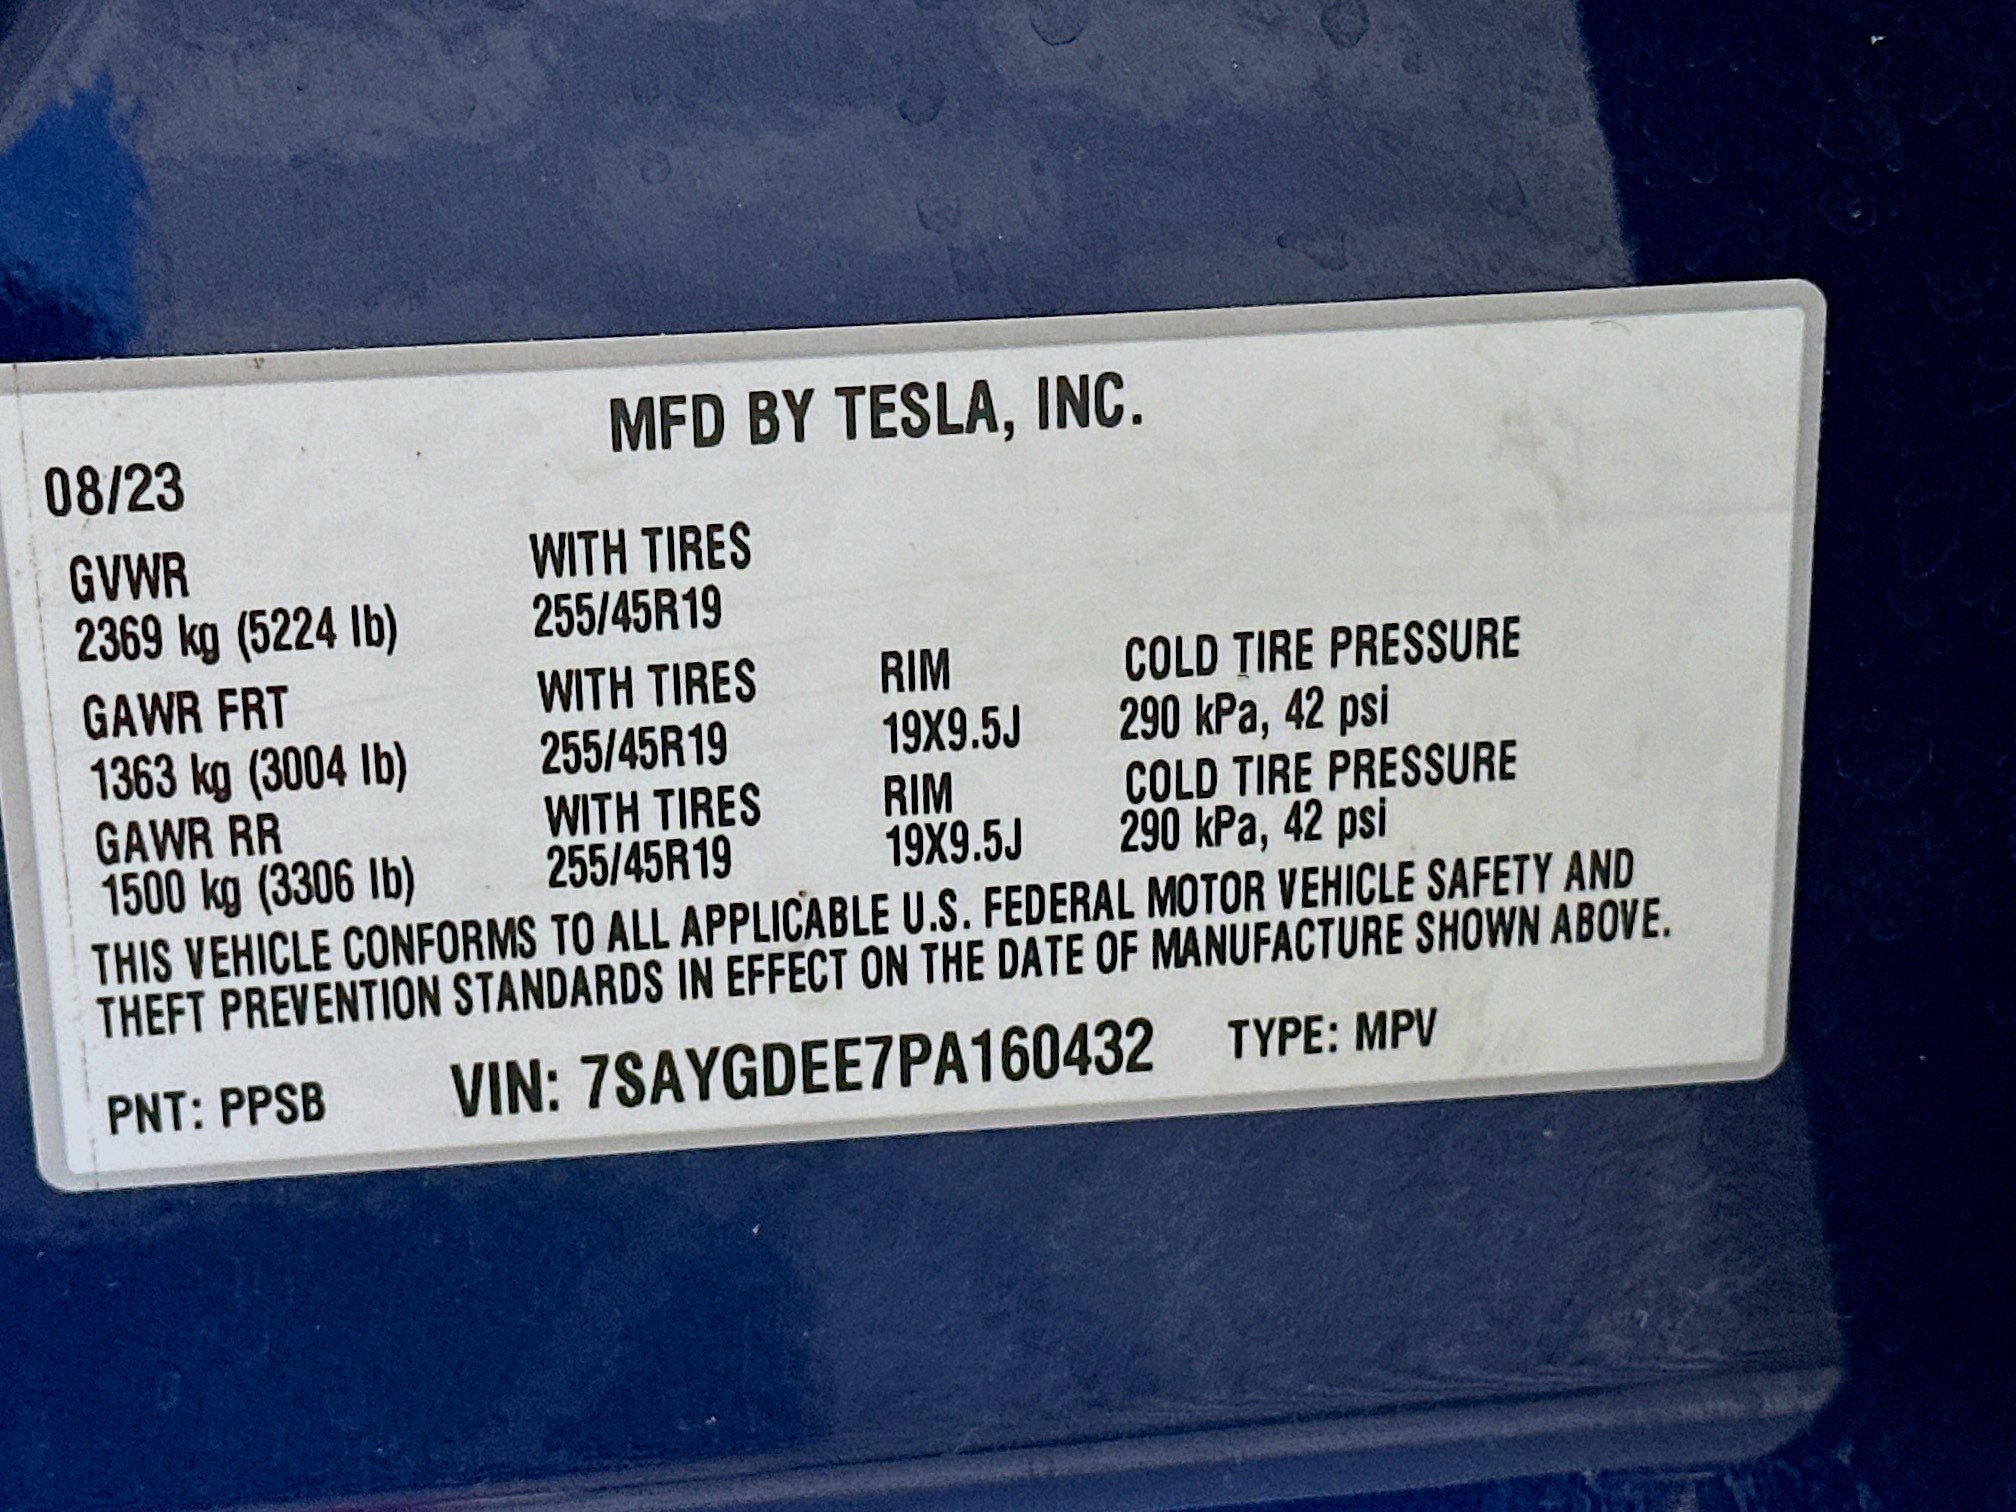 MFD BY TESLA, INC.
08/23
GVWR WITH TIRES
2369 kg (5224 lb) 255/45R19
GAWR FRT WITH TIRES RIM COLD TIRE PRESSURE
1363 kg (3004 lb) 255/45R19 19X9.5J 290 kPa, 42 psi
GAWR RR WITH TIRES RIM COLD TIRE PRESSURE
1500 kg (3306 lb) 255/45R19 19X9.5J 290 kPa, 42 psi
THIS VEHICLE CONFORMS TO ALL APPLICABLE U.S. FEDERAL MOTOR VEHICLE SAFETY AND
THEFT PREVENTION STANDARDS IN EFFECT ON THE DATE OF MANUFACTURE SHOWN ABOVE.
PNT: PPSB VIN: 7SAYGDEE7PA160432 TYPE: MPV